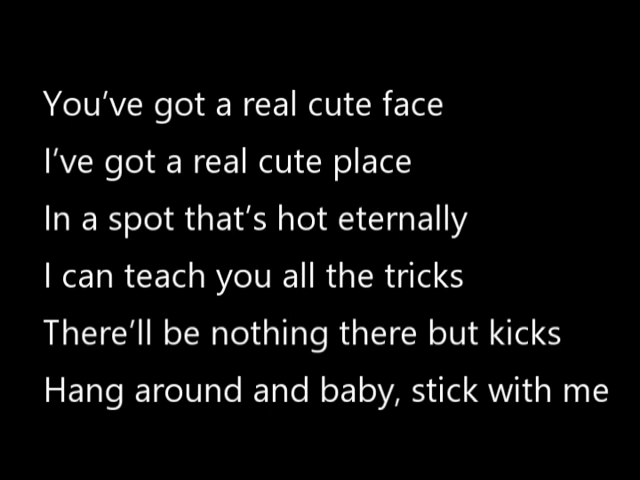 You’ve got a real cute face
I’ve got a real cute place
In a spot that’s hot eternally
I can teach you all the tricks
There’ll be nothing there but kicks
Hang around and baby, stick with me